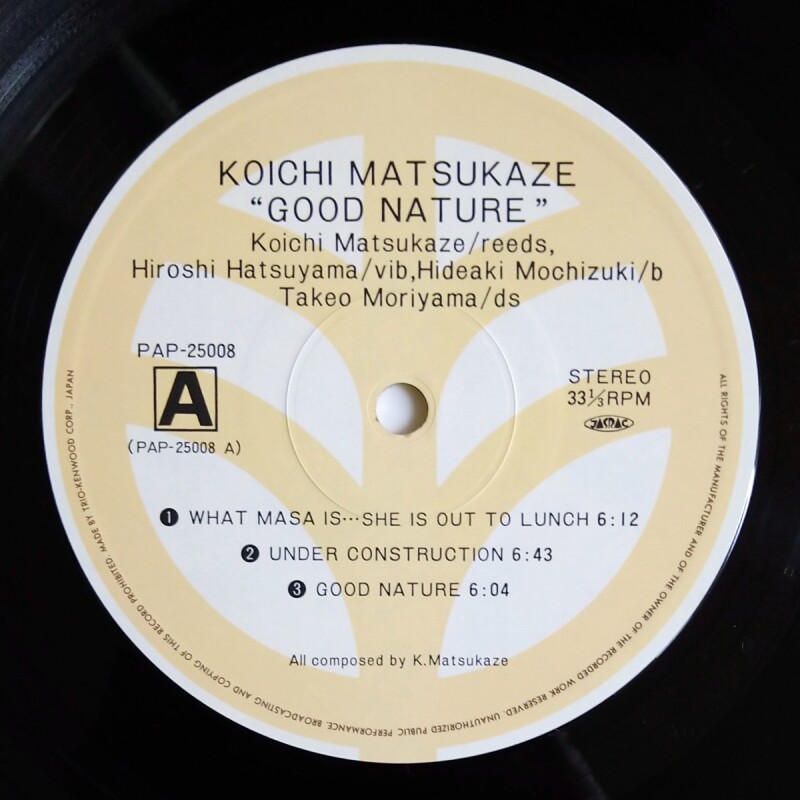 KOICHI MATSUKAZE
“GOOD NATURE”
Koichi Matsukaze/reeds,
Hiroshi Hatsuyama/vib,Hideaki Mochizuki/b
Takeo Moriyama/ds
PAP-25008
A
(PAP-25008 A)
STEREO
33⅓RPM
JASRAC
❶ WHAT MASA IS…SHE IS OUT TO LUNCH 6:12
❷ UNDER CONSTRUCTION 6:43
❸ GOOD NATURE 6:04
All composed by K.Matsukaze
ALL RIGHTS OF THE MANUFACTURER AND OF THE OWNER OF THE RECORDED WORK RESERVED. UNAUTHORIZED PUBLIC PERFORMANCE, BROADCASTING AND COPYING OF THIS RECORD PROHIBITED. MADE BY TRIO-KENWOOD CORP., JAPAN